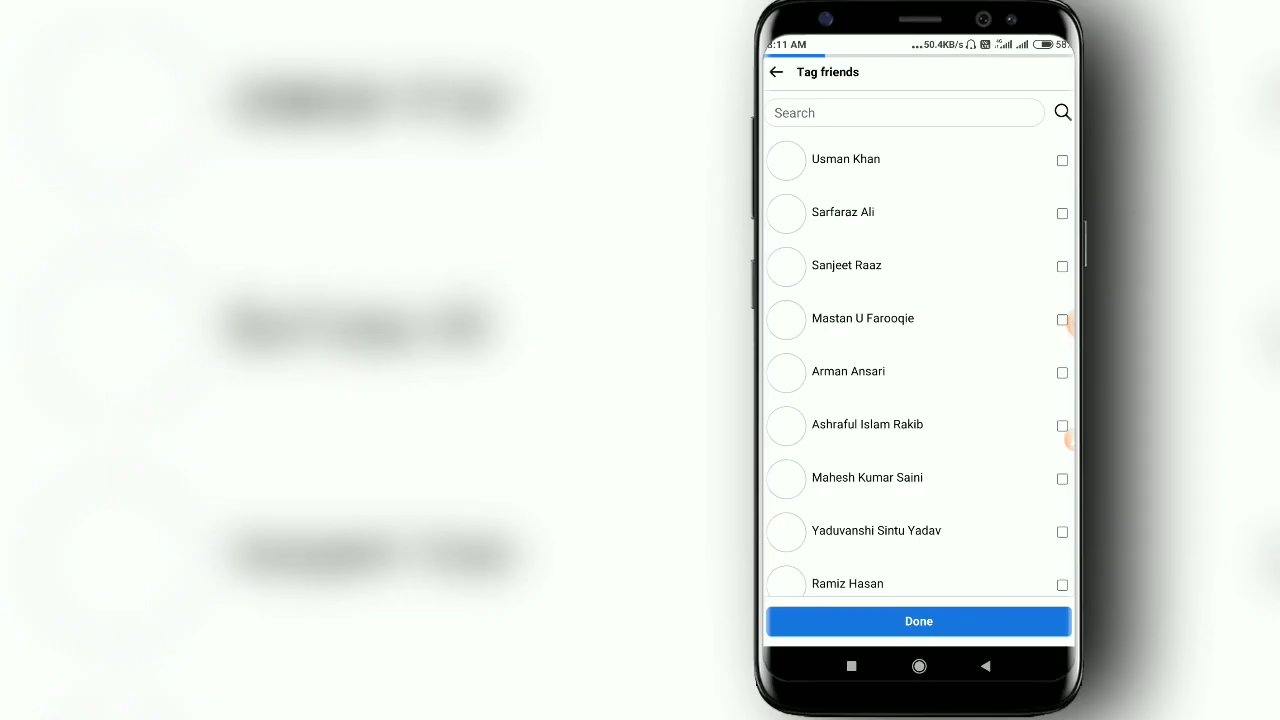 :11 AM
50.4KB/s
58
Tag friends
Search
Usman Khan
Sarfaraz Ali
Sanjeet Raaz
Mastan U Farooqie
Arman Ansari
Ashraful Islam Rakib
Mahesh Kumar Saini
Yaduvanshi Sintu Yadav
Ramiz Hasan
Done